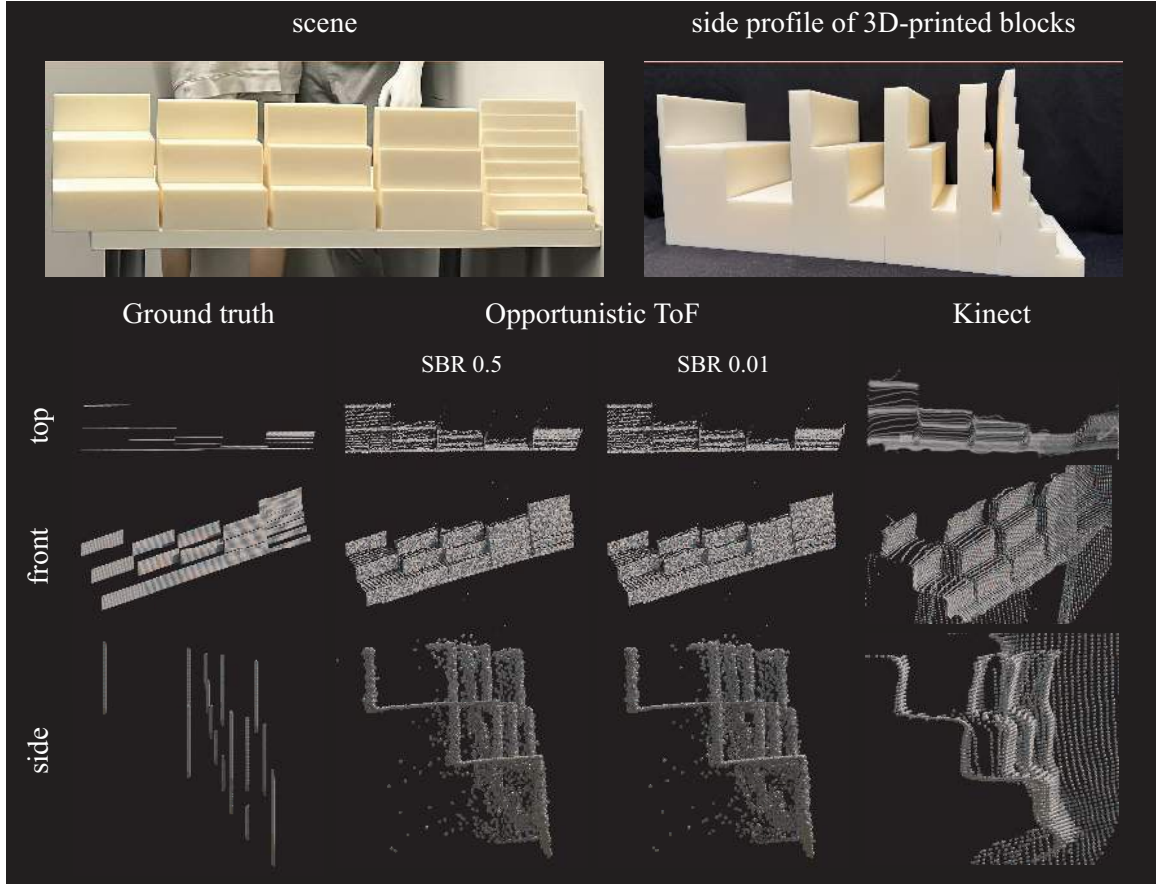 scene
side profile of 3D-printed blocks
Ground truth
Opportunistic ToF
Kinect
SBR 0.5
SBR 0.01
top
front
side